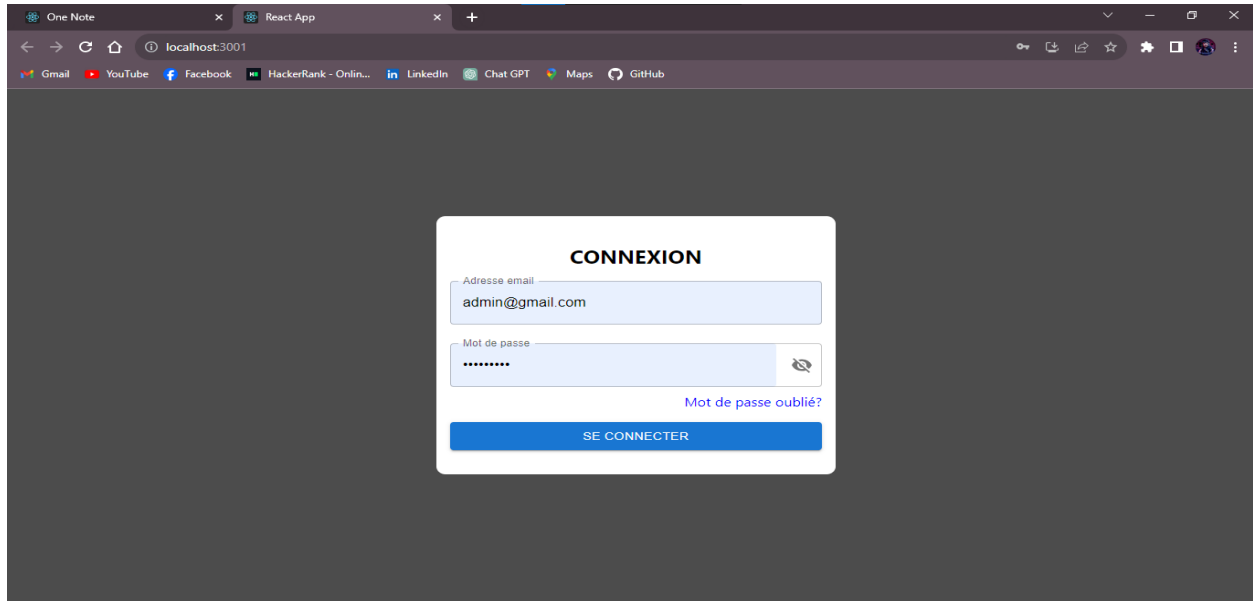 One Note
React App
localhost:3001
Gmail YouTube Facebook HackerRank - Onlin... LinkedIn Chat GPT Maps GitHub
CONNEXION
Adresse email
admin@gmail.com
Mot de passe
•••••••••
Mot de passe oublié?
SE CONNECTER